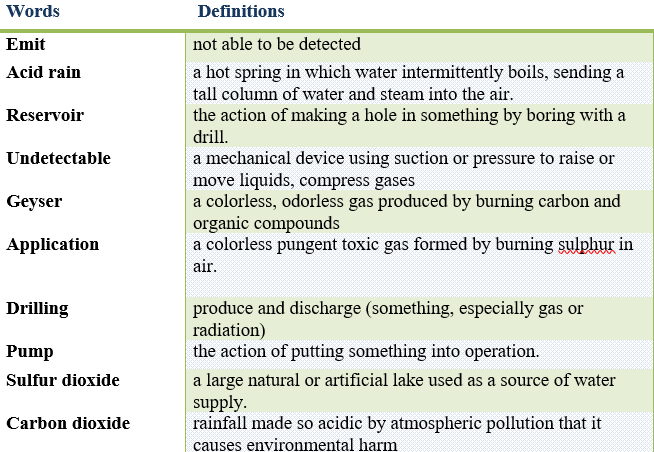 Words Definitions
Emit not able to be detected
Acid rain a hot spring in which water intermittently boils, sending a
tall column of water and steam into the air.
Reservoir the action of making a hole in something by boring with a
drill.
Undetectable a mechanical device using suction or pressure to raise or
move liquids, compress gases
Geyser a colorless, odorless gas produced by burning carbon and
organic compounds
Application a colorless pungent toxic gas formed by burning sulphur in
air.
Drilling produce and discharge (something, especially gas or
radiation)
Pump the action of putting something into operation.
Sulfur dioxide a large natural or artificial lake used as a source of water
supply.
Carbon dioxide rainfall made so acidic by atmospheric pollution that it
causes environmental harm